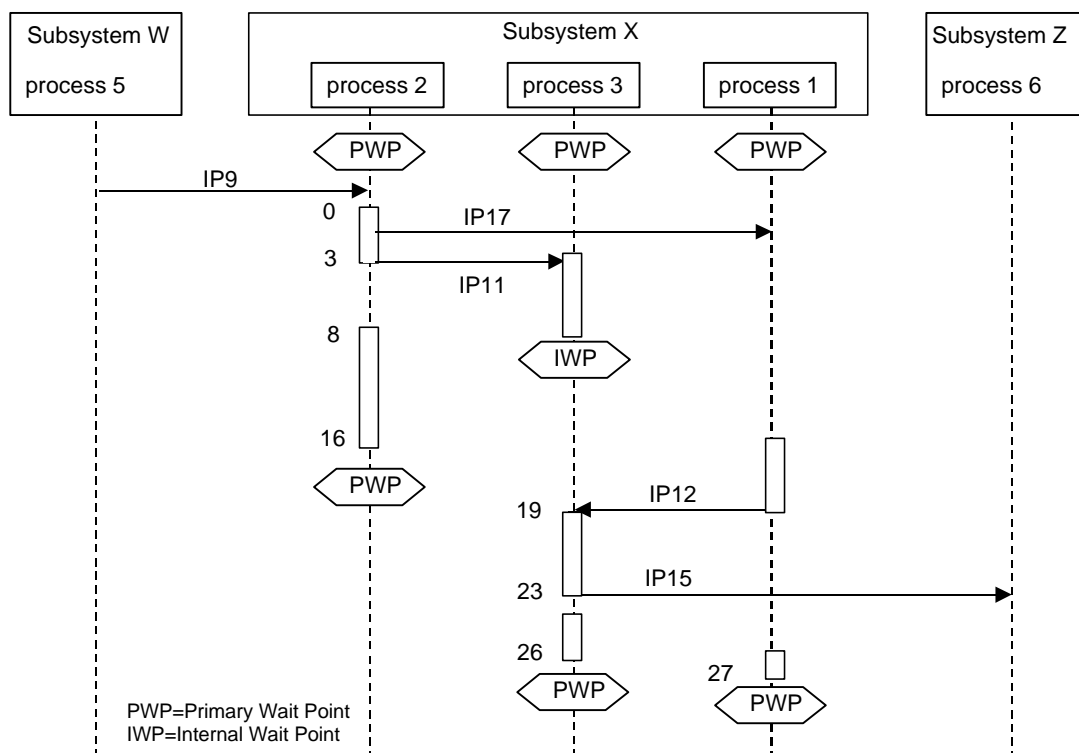 Subsystem W
process 5
Subsystem X
process 2
process 3
process 1
Subsystem Z
process 6
PWP
PWP
PWP
IP9
0
IP17
3
IP11
8
IWP
16
PWP
IP12
19
IP15
23
26
27
PWP
PWP
PWP=Primary Wait Point
IWP=Internal Wait Point